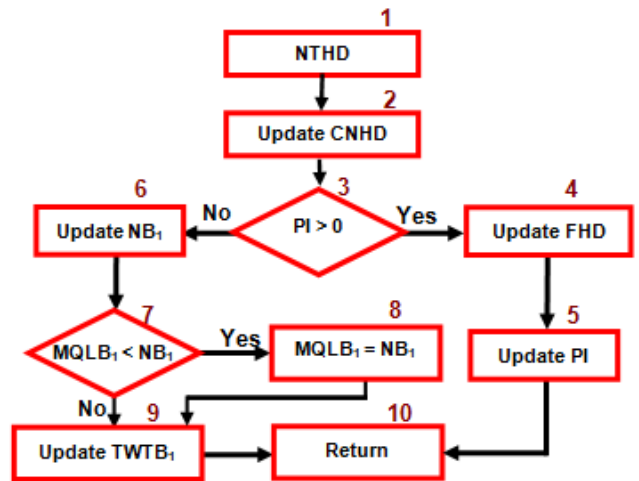 1
NTHD
2
Update CNHD
3
PI > 0
No
Yes
6
Update NB₁
4
Update FHD
7
MQLB₁ < NB₁
Yes
8
MQLB₁ = NB₁
5
Update PI
No
9
Update TWTB₁
10
Return